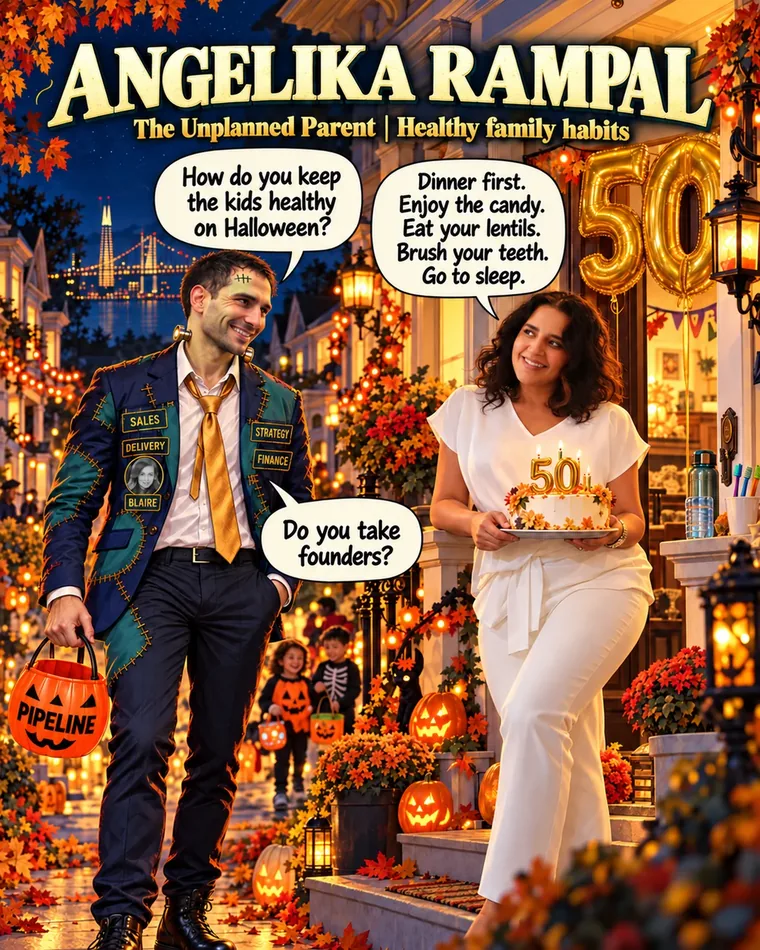 ANGELIKA RAMPAL
The Unplanned Parent | Healthy family habits
How do you keep
the kids healthy
on Halloween?
Dinner first.
Enjoy the candy.
Eat your lentils.
Brush your teeth.
Go to sleep.
50
SALES
DELIVERY
BLAIRE
STRATEGY
FINANCE
50
Do you take
founders?
PIPELINE